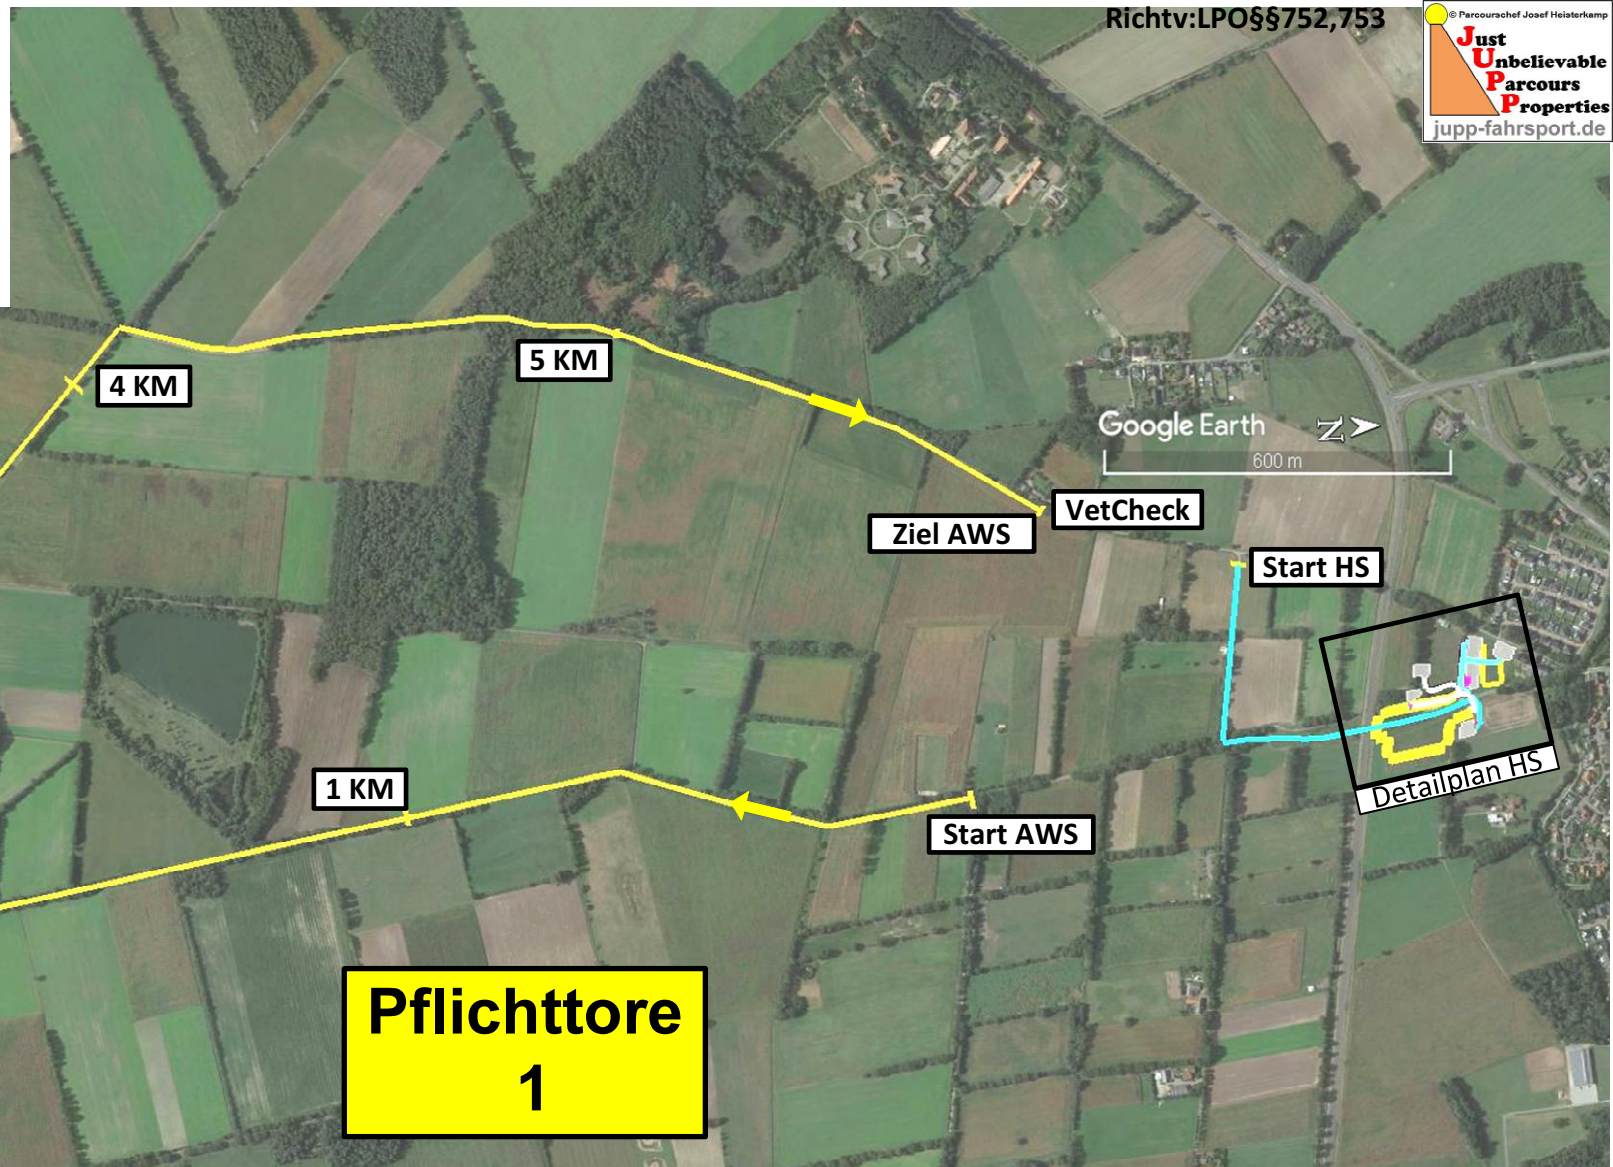 Richtv:LPO§§752,753
© Parcourschef Josef Heisterkamp
Just
Unbelievable
Parcours
Properties
jupp-fahrsport.de
4 KM
5 KM
Google Earth
N
600 m
VetCheck
Ziel AWS
Start HS
Detailplan HS
1 KM
Start AWS
Pflichttore
1